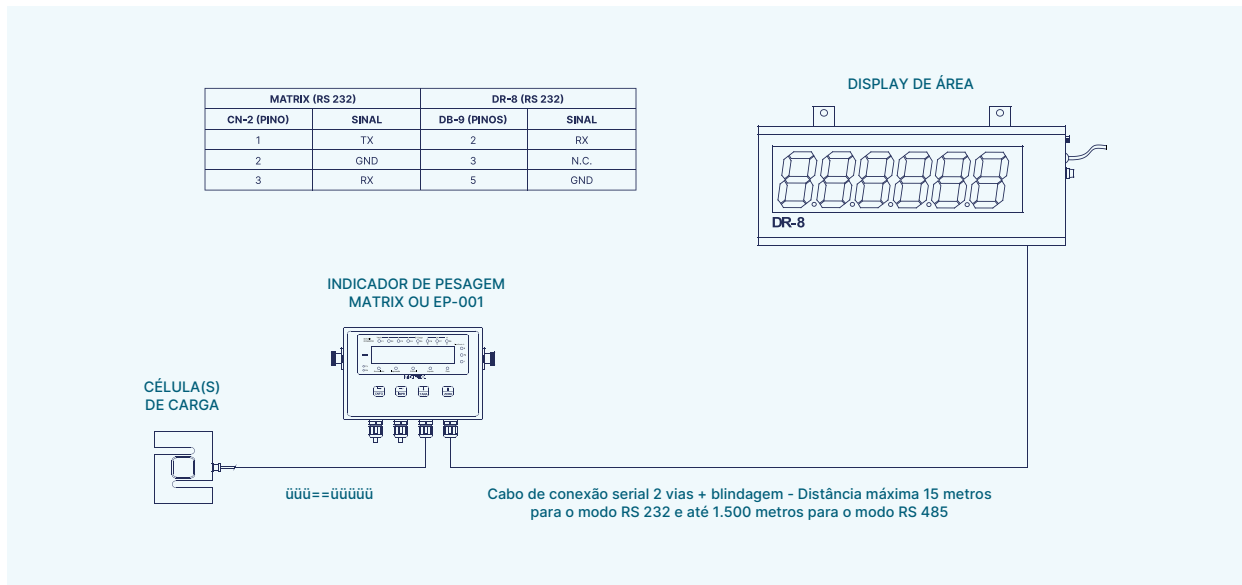 DISPLAY DE ÁREA
MATRIX (RS 232) DR-8 (RS 232)
CN-2 (PINO) SINAL DB-9 (PINOS) SINAL
1 TX 2 RX
2 GND 3 N.C.
3 RX 5 GND
DR-8
INDICADOR DE PESAGEM
MATRIX OU EP-001
CÉLULA(S)
DE CARGA
üüü==üüüüü
Cabo de conexão serial 2 vias + blindagem - Distância máxima 15 metros
para o modo RS 232 e até 1.500 metros para o modo RS 485